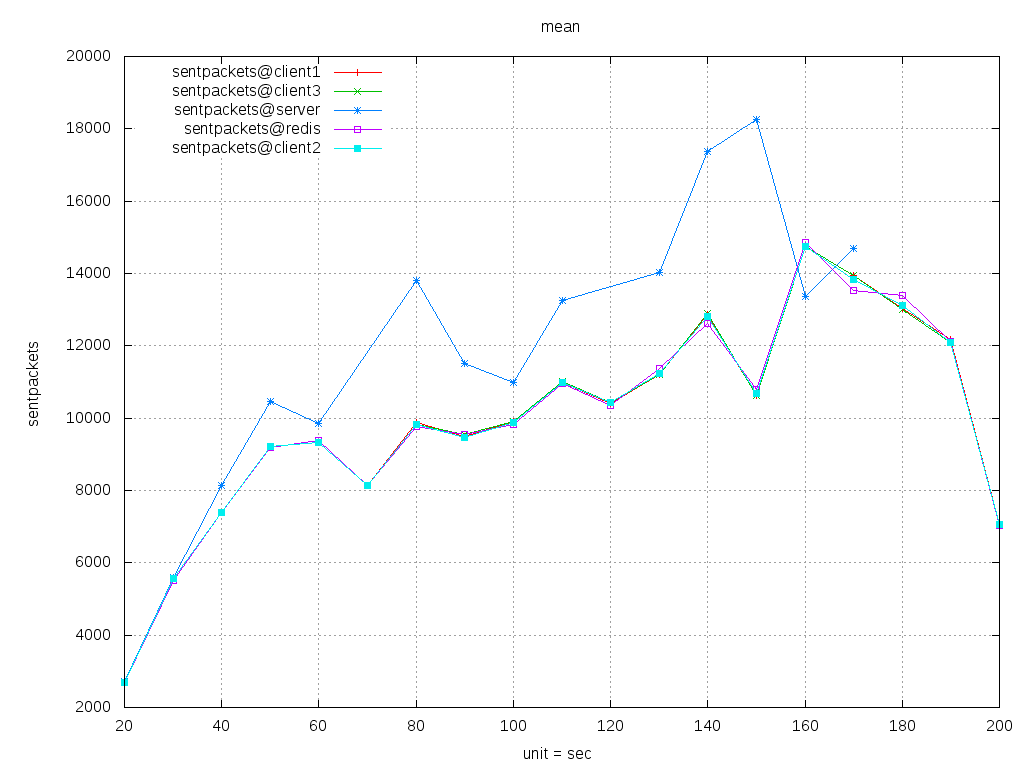 mean
20000
18000
16000
14000
12000
10000
8000
6000
4000
2000
sentpackets
sentpackets@client1
sentpackets@client3
sentpackets@server
sentpackets@redis
sentpackets@client2
20 40 60 80 100 120 140 160 180 200
unit = sec